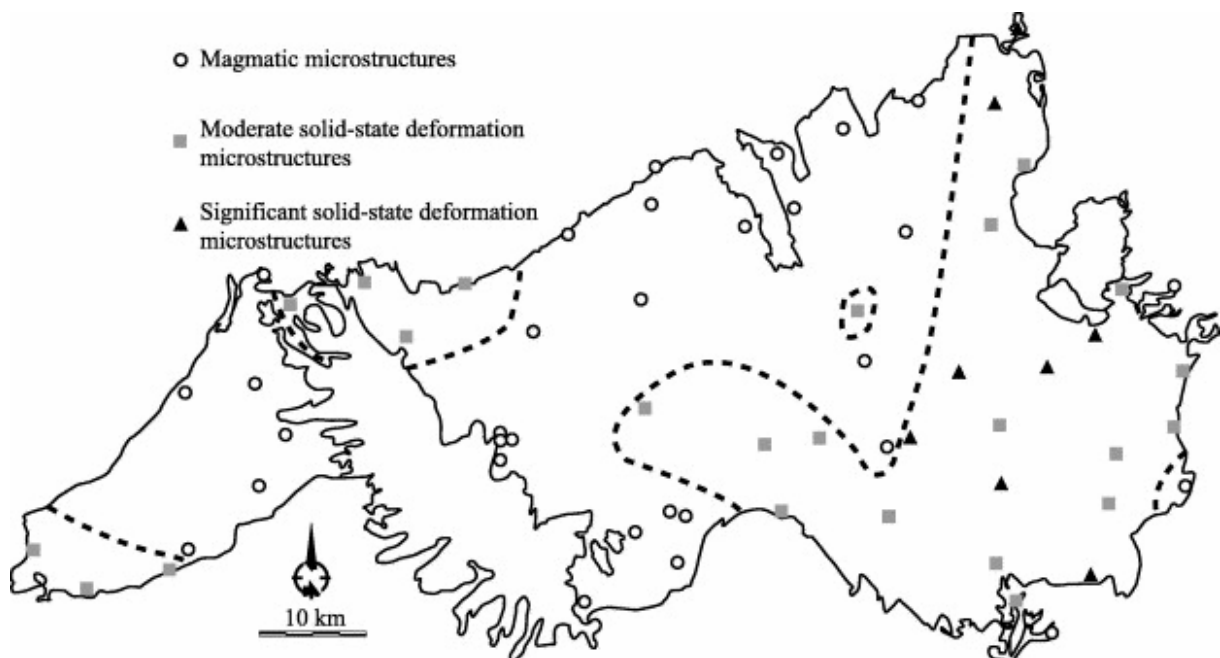 Magmatic microstructures
Moderate solid-state deformation
microstructures
Significant solid-state deformation
microstructures
10 km